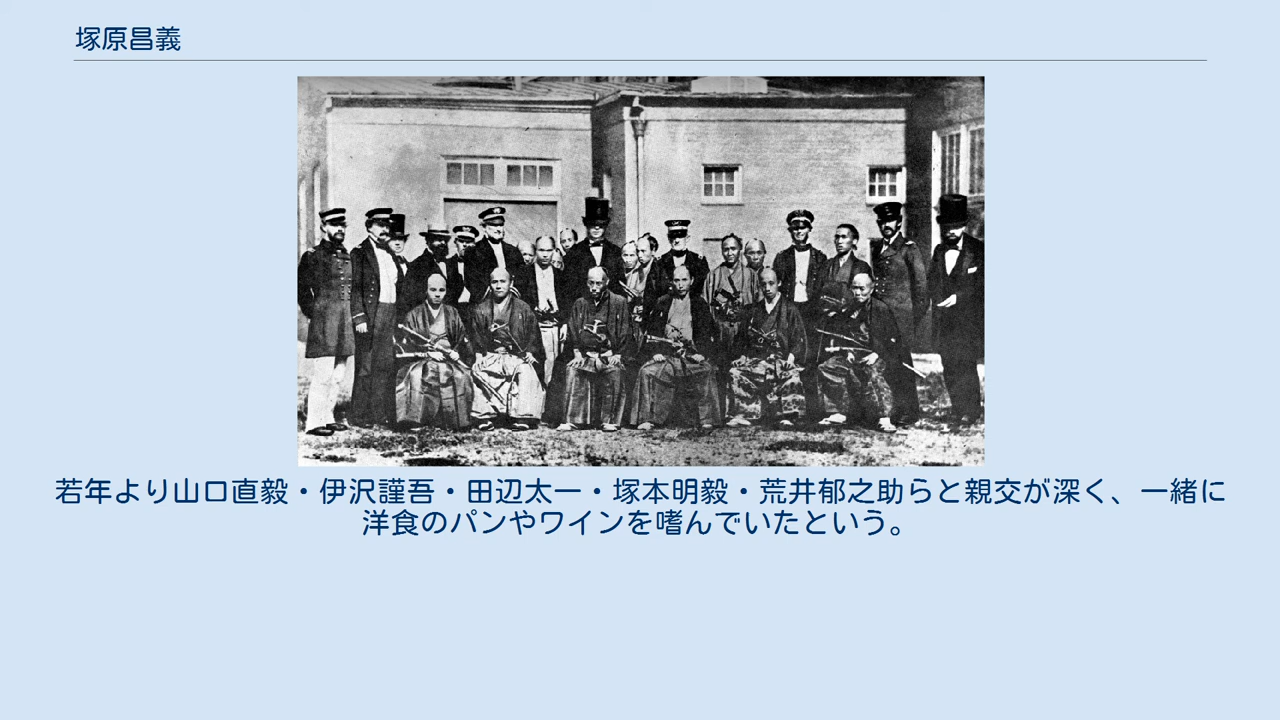 塚原昌義
若年より山口直毅・伊沢謹吾・田辺太一・塚本明毅・荒井郁之助らと親交が深く、一緒に
洋食のパンやワインを嗜んでいたという。